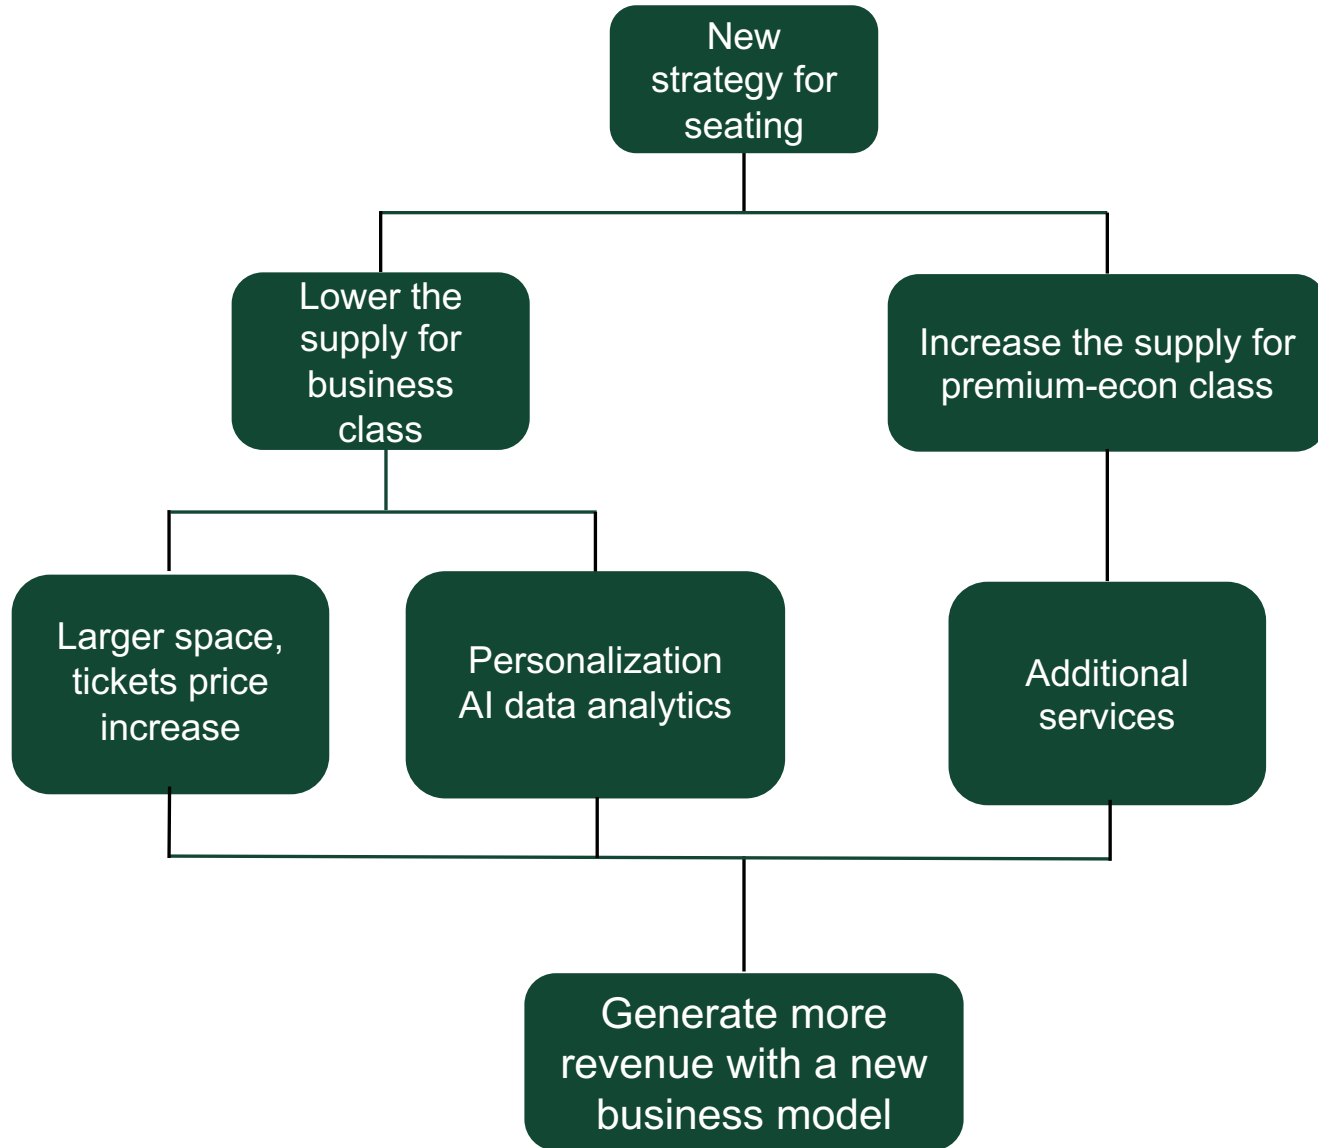 New
strategy for
seating
Lower the
supply for
business
class
Increase the supply for
premium-econ class
Larger space,
tickets price
increase
Personalization
AI data analytics
Additional
services
Generate more
revenue with a new
business model